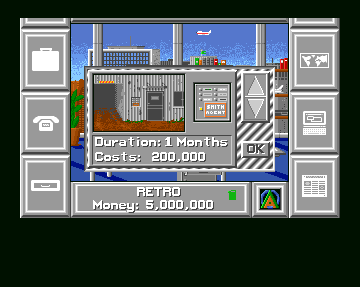 SMITH
AGENT
Duration: 1 Months
Costs: 200,000
OK
RETRO
Money: 5,000,000